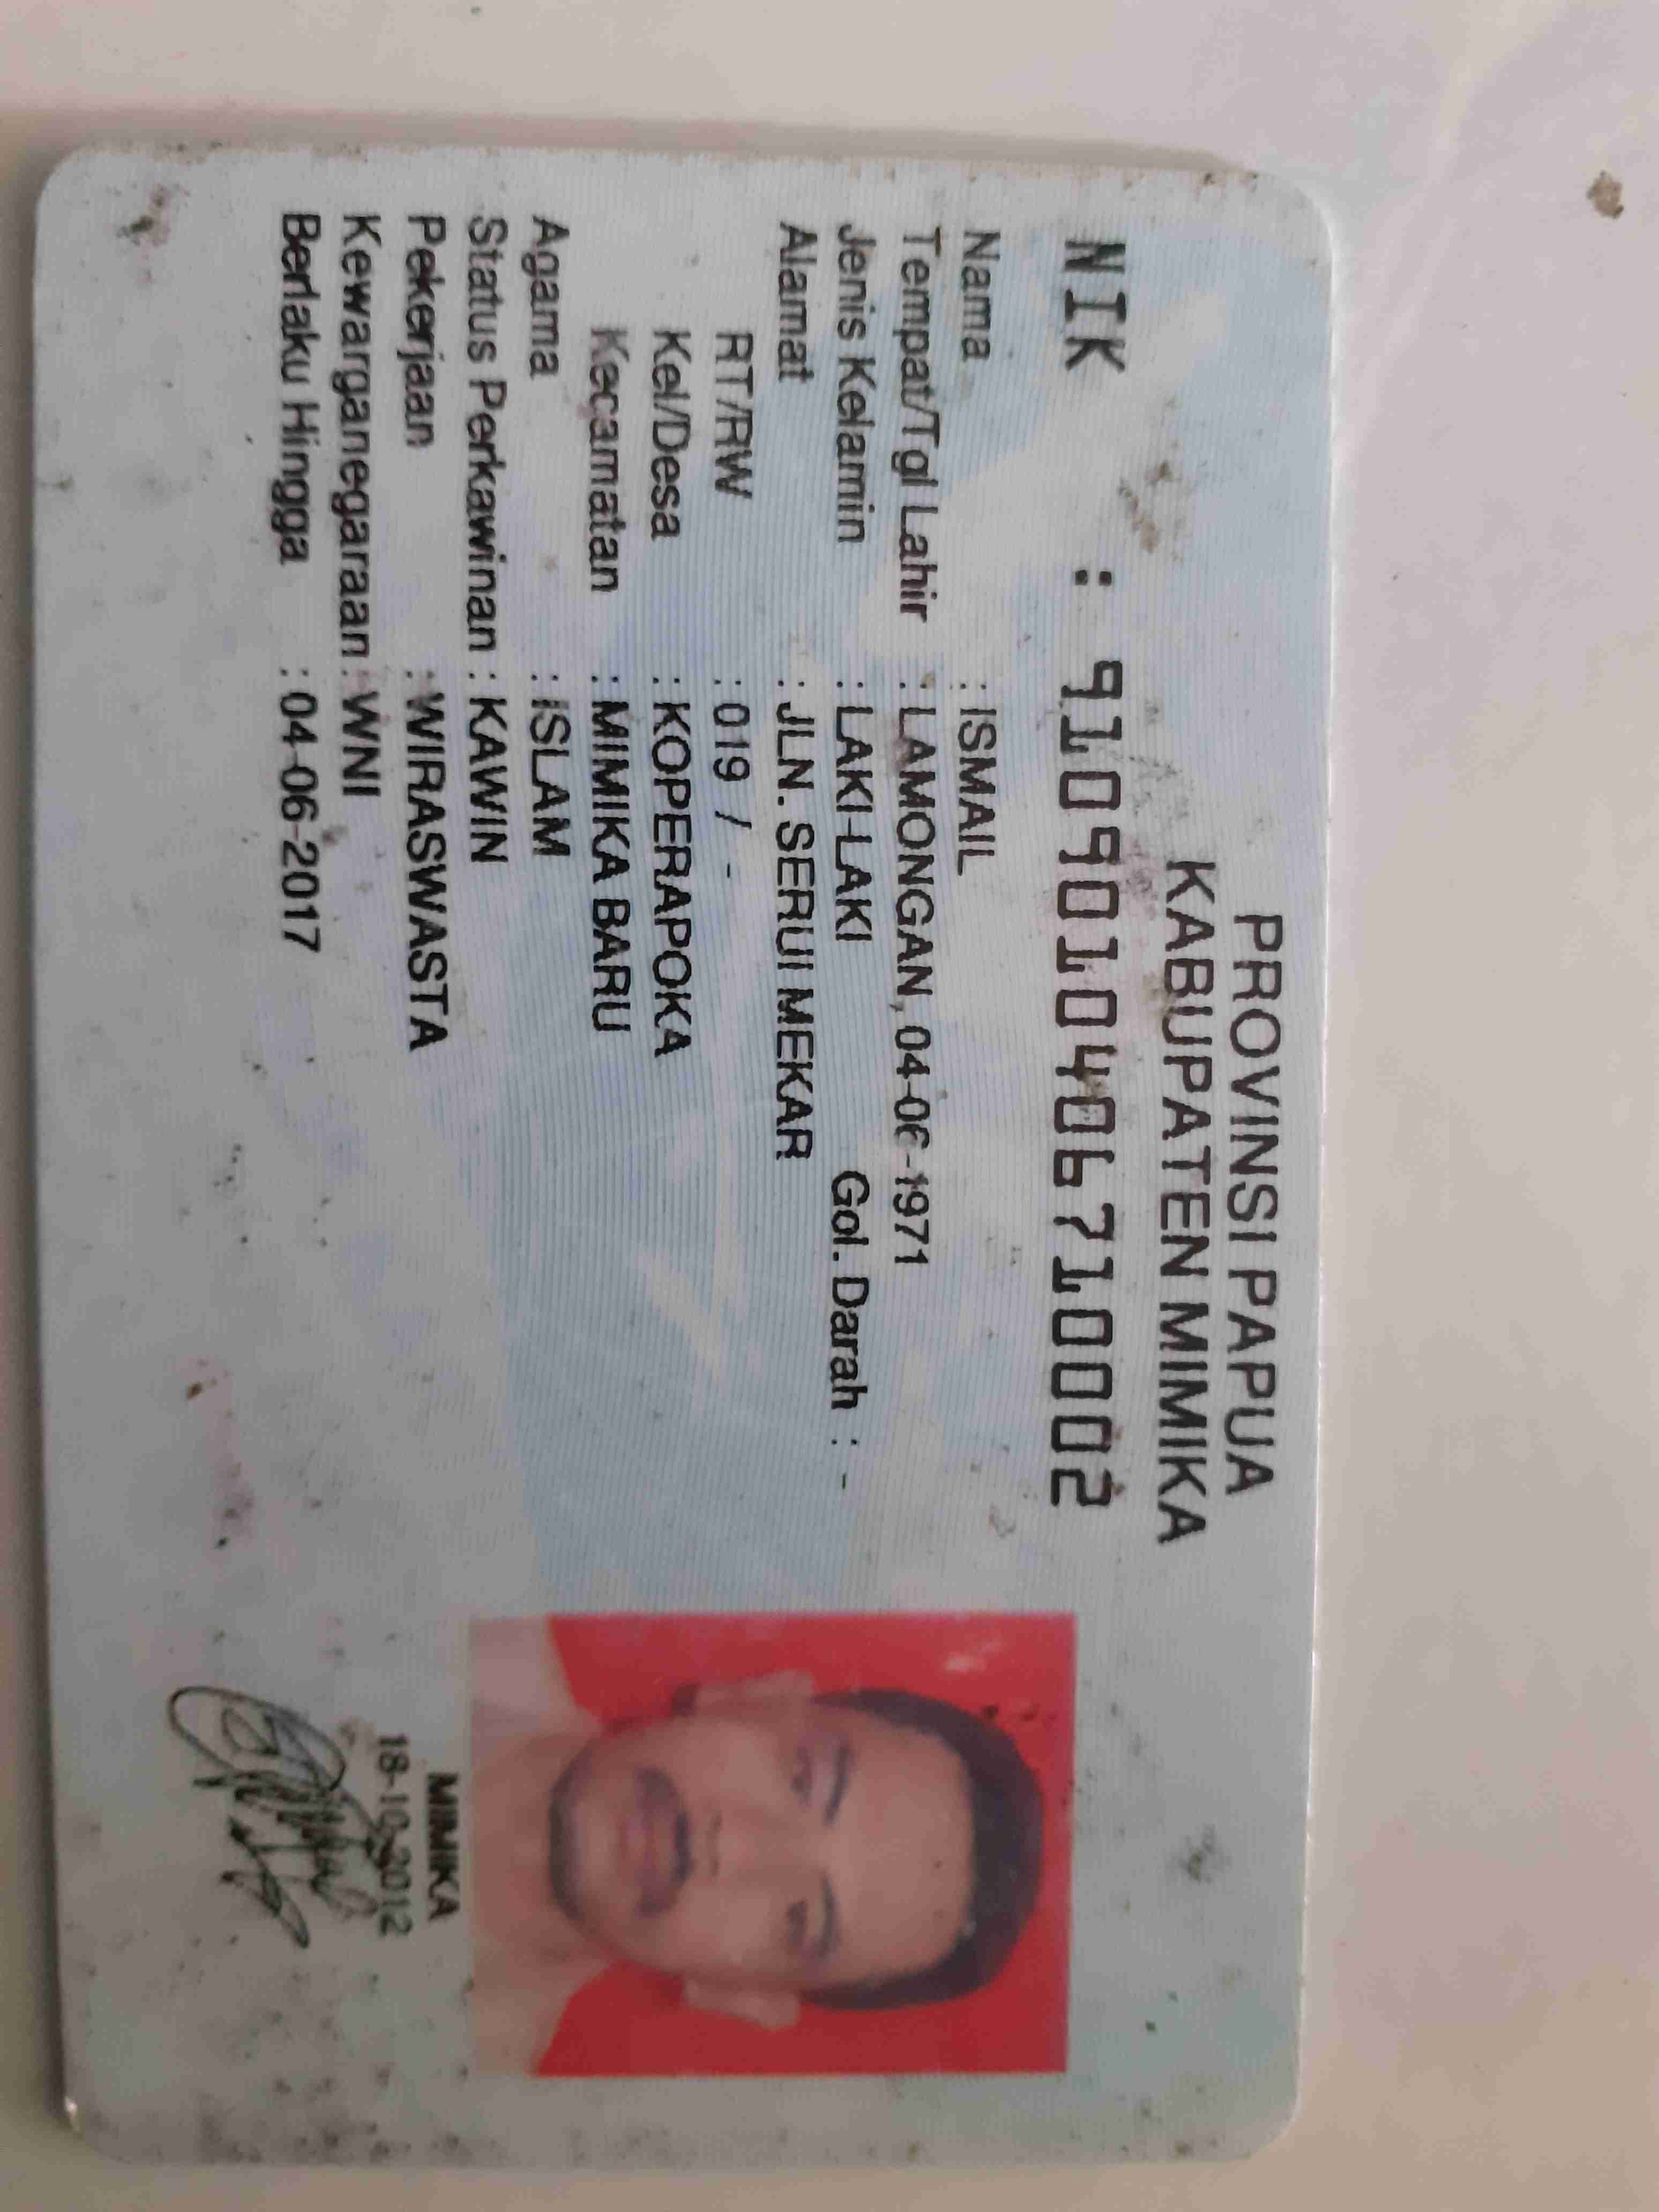 PROVINSI PAPUA
KABUPATEN MIMIKA
NIK : 9109010406710002
Nama : ISMAIL
Tempat/Tgl Lahir : LAMONGAN, 04-06-1971
Jenis Kelamin : LAKI-LAKI Gol. Darah : -
Alamat : JLN. SERUI MEKAR
RT/RW : 019 / -
Kel/Desa : KOPERAPOKA
Kecamatan : MIMIKA BARU
Agama : ISLAM
Status Perkawinan : KAWIN
Pekerjaan : WIRASWASTA
Kewarganegaraan : WNI
Berlaku Hingga : 04-06-2017
MIMIKA
18-10-2012